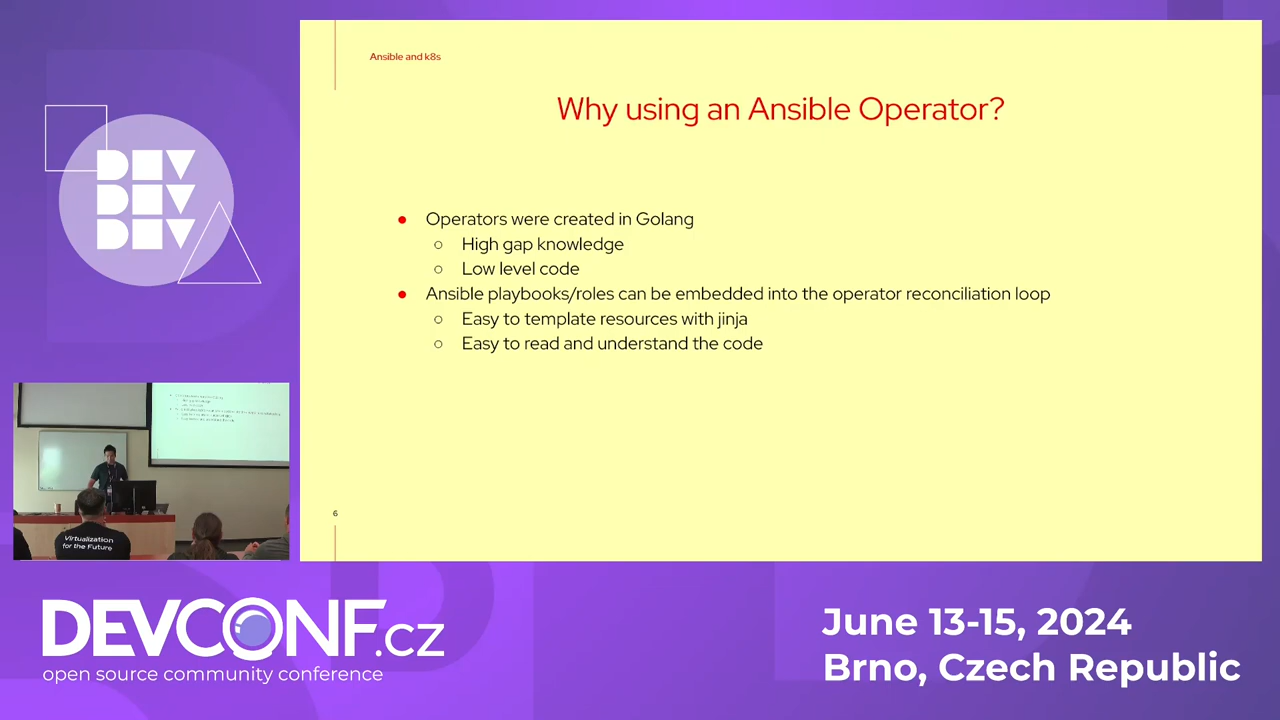 Ansible and k8s
Why using an Ansible Operator?
● Operators were created in Golang
○ High gap knowledge
○ Low level code
● Ansible playbooks/roles can be embedded into the operator reconciliation loop
○ Easy to template resources with jinja
○ Easy to read and understand the code
6
DEV
DEV
DEV
Virtualization
for the Future
DEVCONF.cz
open source community conference
June 13-15, 2024
Brno, Czech Republic